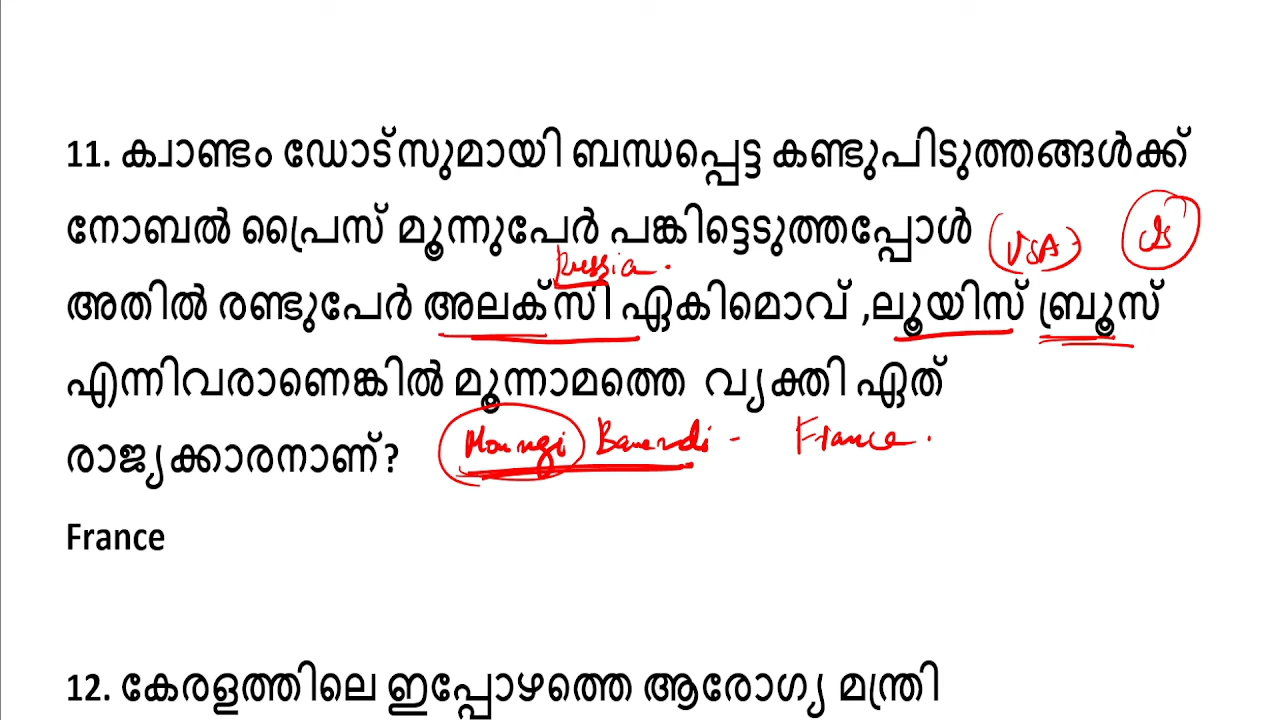 11. ക്വാണ്ടം ഡോട്സുമായി ബന്ധപ്പെട്ട കണ്ടുപിടുത്തങ്ങൾക്ക്
നോബൽ പ്രൈസ് മൂന്നുപേർ പങ്കിട്ടെടുത്തപ്പോൾ (USA)
Russia.
അതിൽ രണ്ടുപേർ അലക്സി ഏകിമൊവ് ,ലൂയിസ് ബ്രൂസ്
എന്നിവരാണെങ്കിൽ മൂന്നാമത്തെ വ്യക്തി ഏത്
രാജ്യക്കാരനാണ്? Moungi Bawendi - France.
France
12. കേരളത്തിലെ ഇപ്പോഴത്തെ ആരോഗ്യ മന്ത്രി